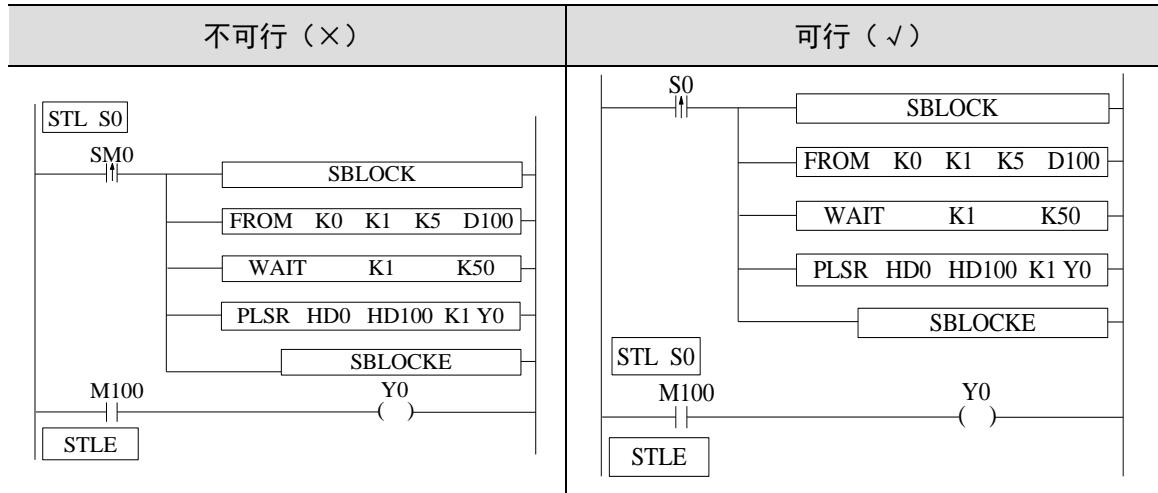 不可行（×）
可行（√）
STL S0
SM0
SBLOCK
FROM K0 K1 K5 D100
WAIT K1 K50
PLSR HD0 HD100 K1 Y0
SBLOCKE
M100 Y0
( )
STLE
S0
SBLOCK
FROM K0 K1 K5 D100
WAIT K1 K50
PLSR HD0 HD100 K1 Y0
SBLOCKE
STL S0
M100 Y0
( )
STLE